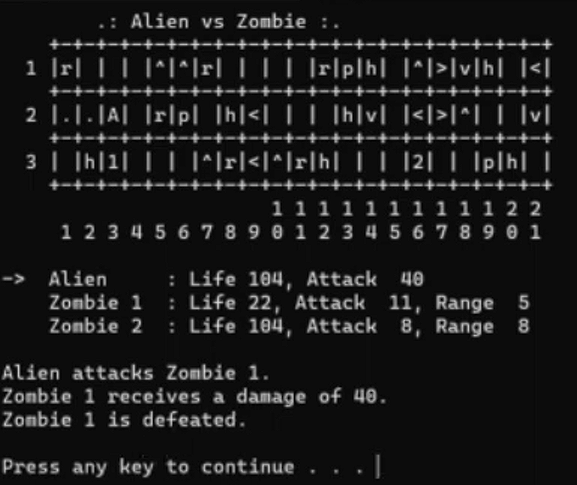 .: Alien vs Zombie :.
+-+-+-+-+-+-+-+-+-+-+-+-+-+-+-+-+-+-+-+-+-+
1 |r| | | |^|^|r| | | | |r|p|h| |^|>|v|h| |<|
+-+-+-+-+-+-+-+-+-+-+-+-+-+-+-+-+-+-+-+-+-+
2 |.|.|A| |r|p| |h|<| | | |h|v| |<|>|^| | |v|
+-+-+-+-+-+-+-+-+-+-+-+-+-+-+-+-+-+-+-+-+-+
3 | |h|1| | | |^|r|<|^|r|h| | | |2| | |p|h| |
+-+-+-+-+-+-+-+-+-+-+-+-+-+-+-+-+-+-+-+-+-+
1 1 1 1 1 1 1 1 1 1 2 2
1 2 3 4 5 6 7 8 9 0 1 2 3 4 5 6 7 8 9 0 1
-> Alien : Life 104, Attack 40
Zombie 1 : Life 22, Attack 11, Range 5
Zombie 2 : Life 104, Attack 8, Range 8
Alien attacks Zombie 1.
Zombie 1 receives a damage of 40.
Zombie 1 is defeated.
Press any key to continue . . .